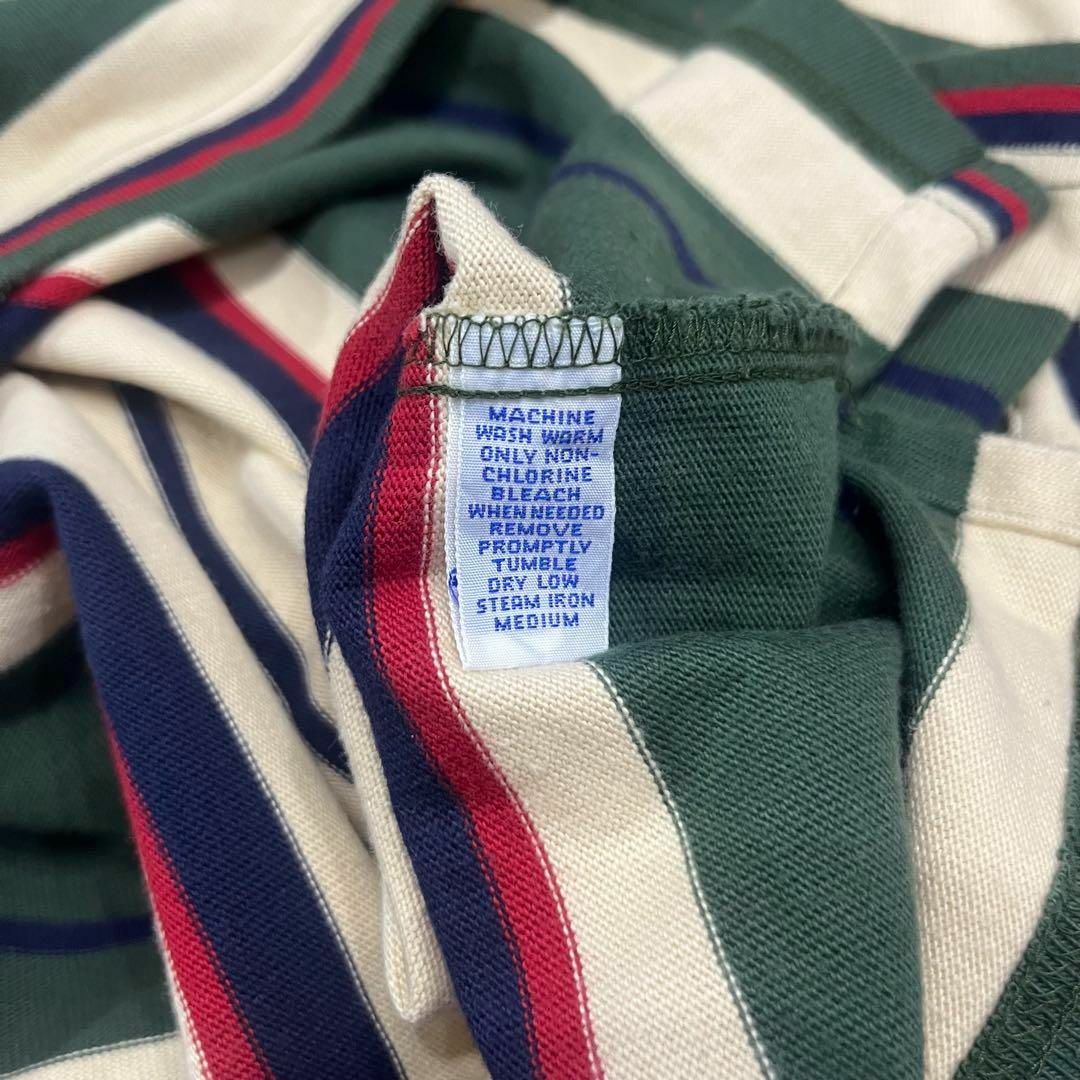 MACHINE
WASH WARM
ONLY NON-
CHLORINE
BLEACH
WHEN NEEDED
REMOVE
PROMPTLY
TUMBLE
DRY LOW
STEAM IRON
MEDIUM